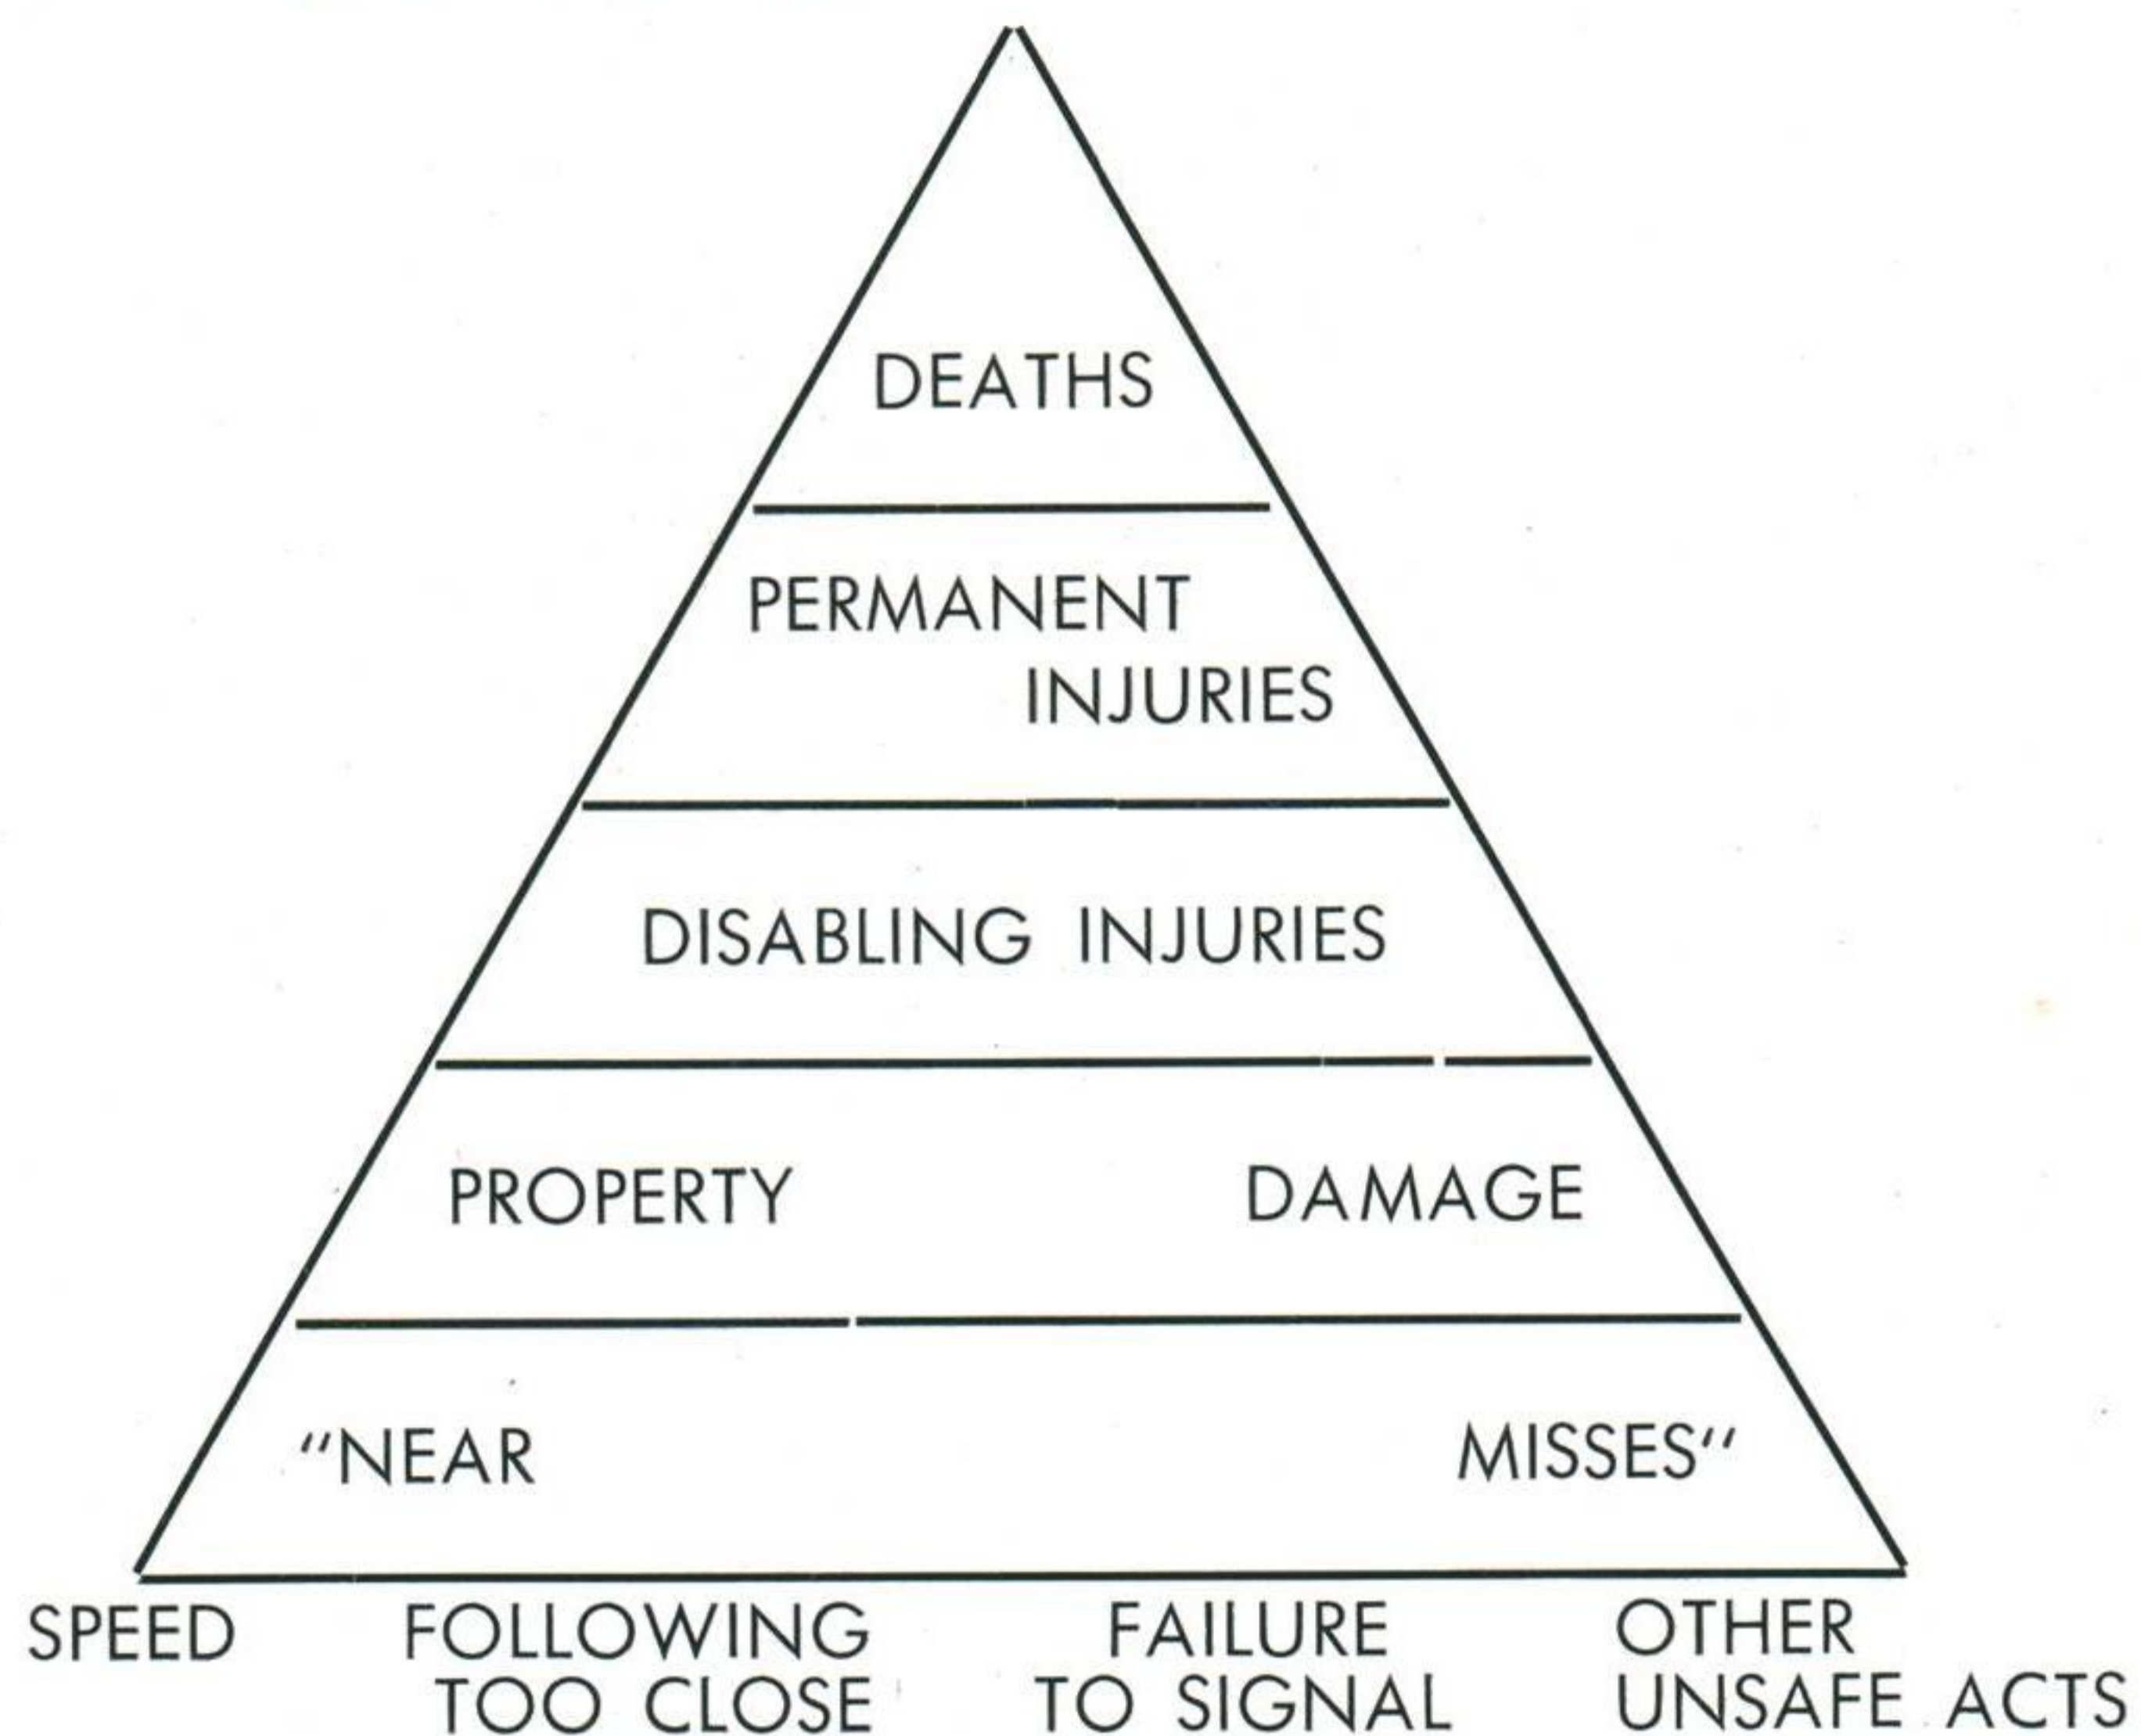 DEATHS
PERMANENT
INJURIES
DISABLING INJURIES
PROPERTY DAMAGE
"NEAR MISSES"
SPEED FOLLOWING FAILURE OTHER
TOO CLOSE TO SIGNAL UNSAFE ACTS